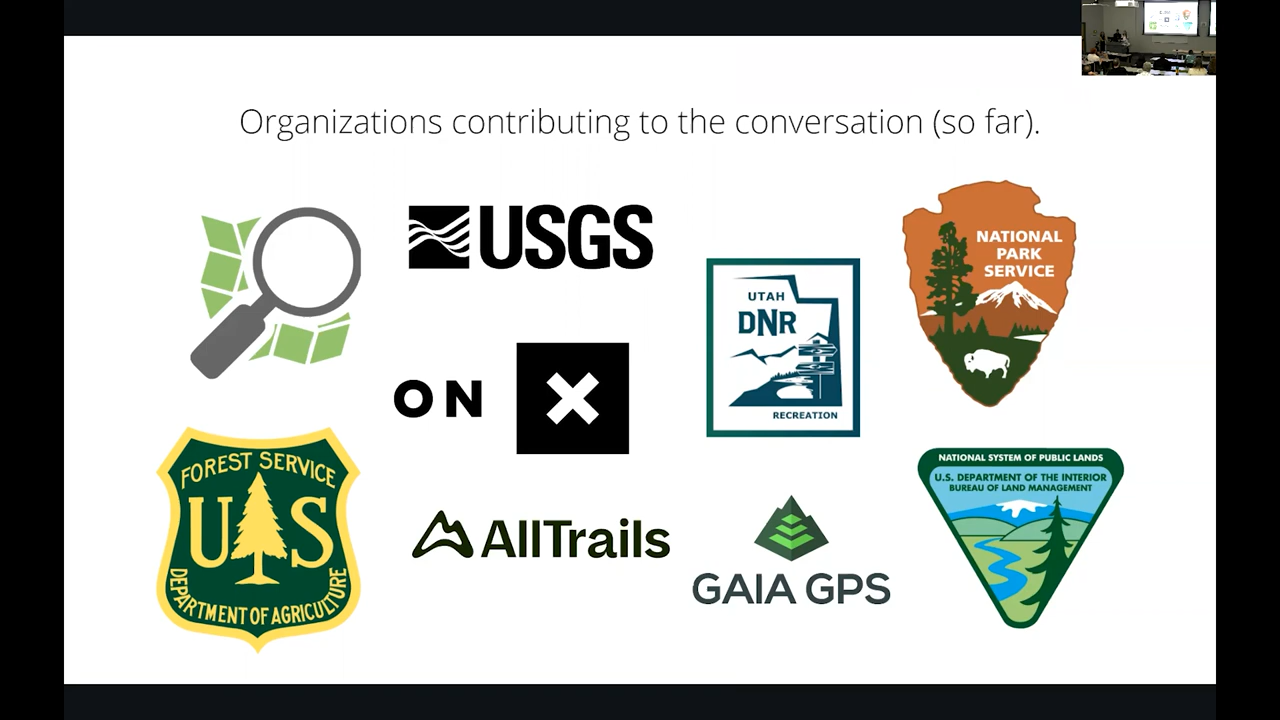 Organizations contributing to the conversation (so far).
USGS
NATIONAL
PARK
SERVICE
UTAH
DNR
RECREATION
ON X
FOREST SERVICE
US
DEPARTMENT OF AGRICULTURE
AllTrails
GAIA GPS
NATIONAL SYSTEM OF PUBLIC LANDS
U.S. DEPARTMENT OF THE INTERIOR
BUREAU OF LAND MANAGEMENT